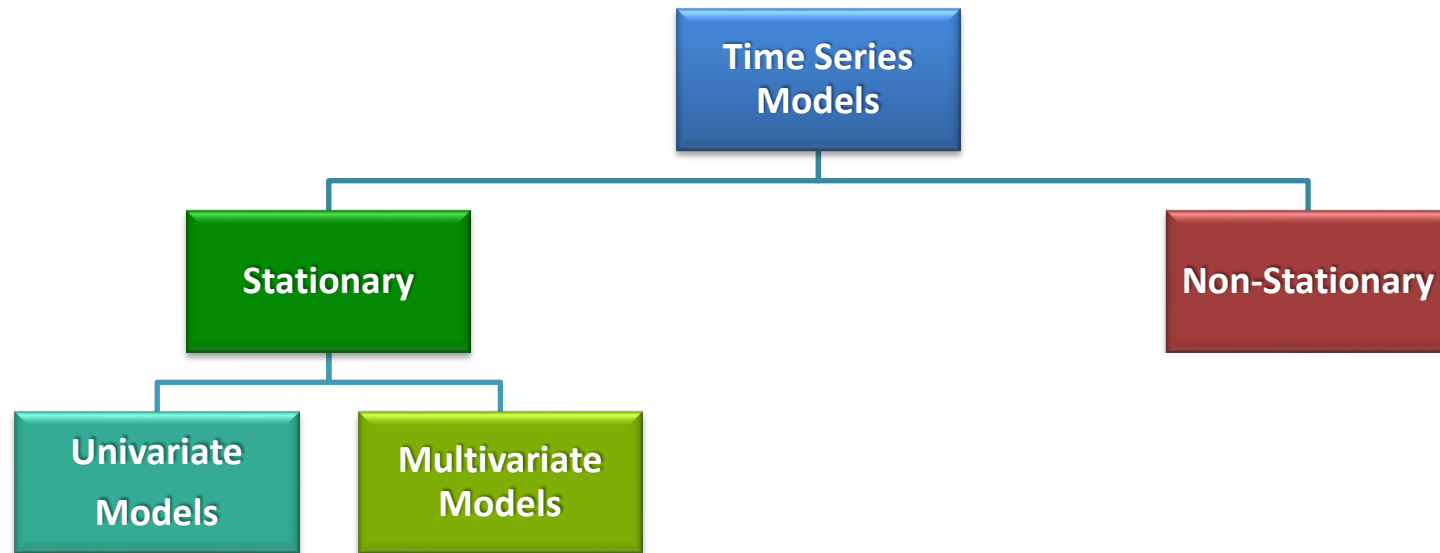 Time Series
Models
Stationary
Non-Stationary
Univariate
Models
Multivariate
Models